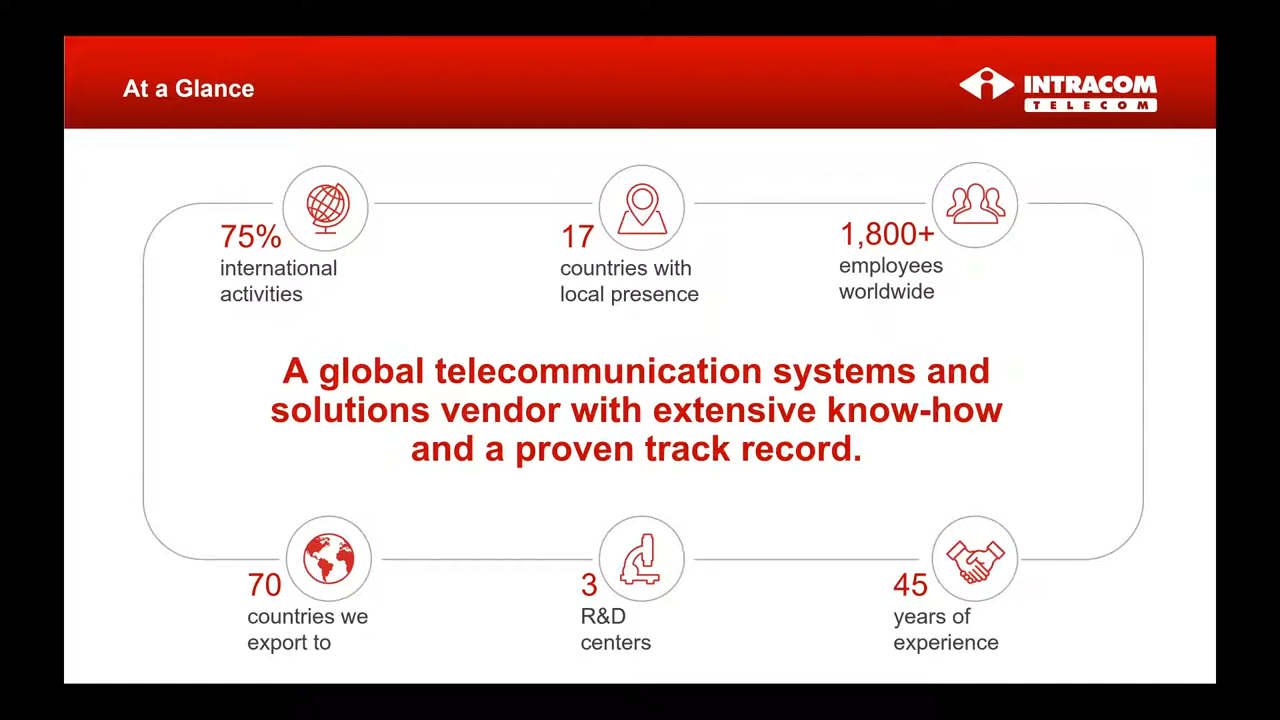 At a Glance
INTRACOM
TELECOM
75%
international
activities
17
countries with
local presence
1,800+
employees
worldwide
A global telecommunication systems and
solutions vendor with extensive know-how
and a proven track record.
70
countries we
export to
3
R&D
centers
45
years of
experience